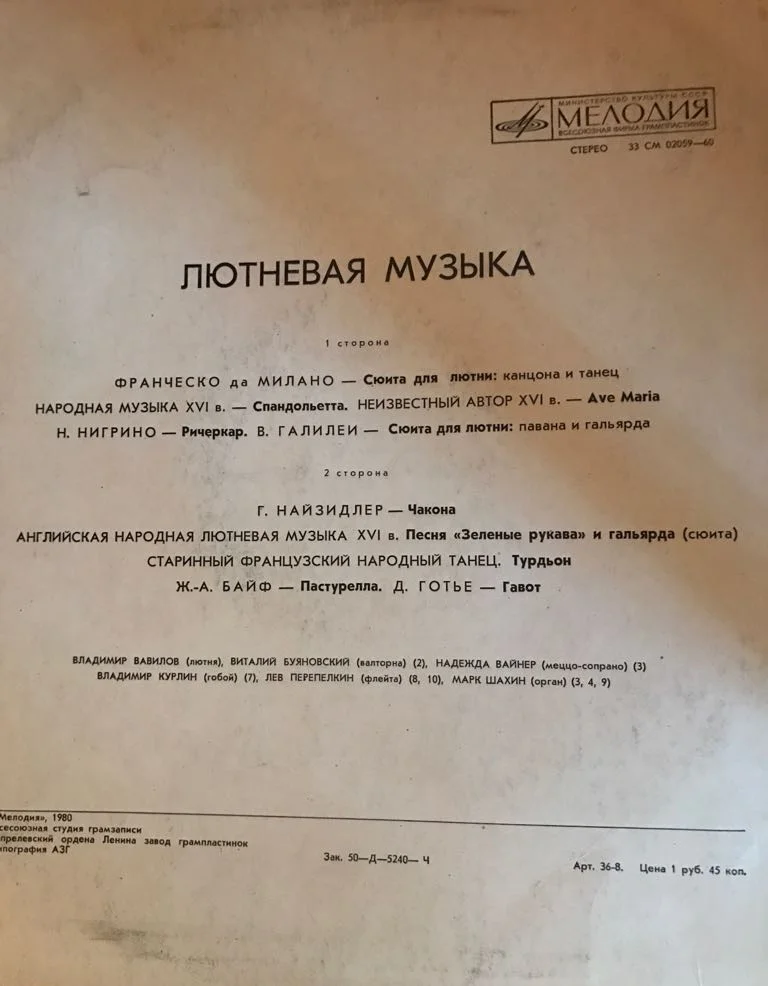 МИНИСТЕРСТВО КУЛЬТУРЫ СССР
МЕЛОДИЯ
ВСЕСОЮЗНАЯ ФИРМА ГРАМПЛАСТИНОК
СТЕРЕО 33 СМ 02059—60
ЛЮТНЕВАЯ МУЗЫКА
1 сторона
ФРАНЧЕСКО да МИЛАНО — Сюита для лютни: канцона и танец
НАРОДНАЯ МУЗЫКА XVI в. — Спандольетта. НЕИЗВЕСТНЫЙ АВТОР XVI в. — Ave Maria
Н. НИГРИНО — Ричеркар. В. ГАЛИЛЕИ — Сюита для лютни: павана и гальярда
2 сторона
Г. НАЙЗИДЛЕР — Чакона
АНГЛИЙСКАЯ НАРОДНАЯ ЛЮТНЕВАЯ МУЗЫКА XVI в. Песня «Зеленые рукава» и гальярда (сюита)
СТАРИННЫЙ ФРАНЦУЗСКИЙ НАРОДНЫЙ ТАНЕЦ. Турдьон
Ж.-А. БАЙФ — Пастурелла. Д. ГОТЬЕ — Гавот
ВЛАДИМИР ВАВИЛОВ (лютня), ВИТАЛИЙ БУЯНОВСКИЙ (валторна) (2), НАДЕЖДА ВАЙНЕР (меццо-сопрано) (3)
ВЛАДИМИР КУРЛИН (гобой) (7), ЛЕВ ПЕРЕПЕЛКИН (флейта) (8, 10), МАРК ШАХИН (орган) (3, 4, 9)
Мелодия», 1980
сесоюзная студия грамзаписи
прелевский ордена Ленина завод грампластинок
ипография АЗГ
Зак. 50—Д—5240— Ч
Арт. 36-8. Цена 1 руб. 45 коп.